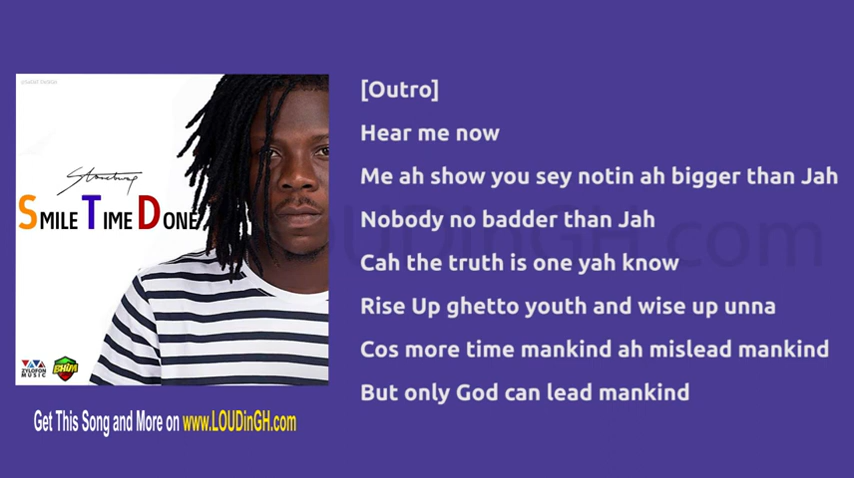 Stonebwoy
SMILE TIME DONE
ZYLOFON
MUSIC
BHIM
Get This Song and More on www.LOUDinGH.com
[Outro]
Hear me now
Me ah show you sey notin ah bigger than Jah
Nobody no badder than Jah
Cah the truth is one yah know
Rise Up ghetto youth and wise up unna
Cos more time mankind ah mislead mankind
But only God can lead mankind
LOUDinGH.com